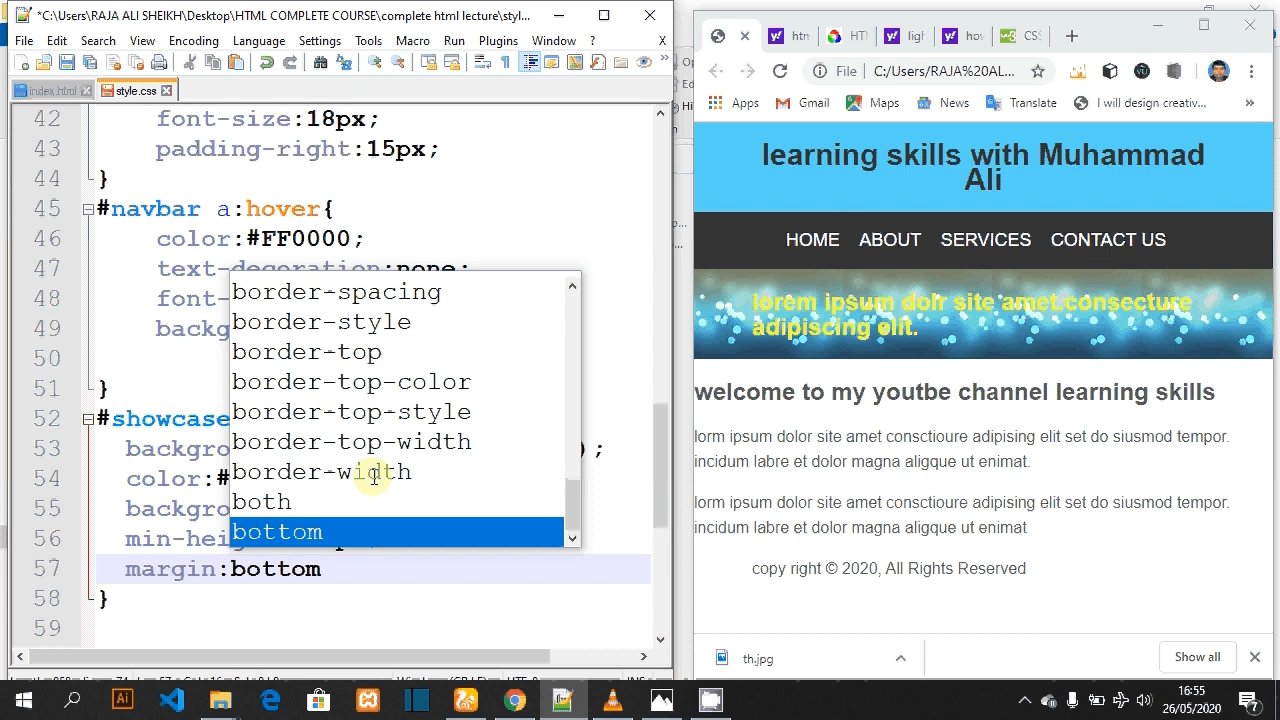 *C:\Users\RAJA ALI SHEIKH\Desktop\HTML COMPLETE COURSE\complete html lecture\styl...
File Edit Search View Encoding Language Settings Tools Macro Run Plugins Window ? X
index.html style.css
42 font-size:18px;
43 padding-right:15px;
44 }
45 #navbar a:hover{
46 color:#FF0000;
47 text-decoration:none;
48 font-
49 backg
50
51 }
52 #showcase
53 backgro );
54 color:#
55 backgro
56 min-hei
57 margin:bottom
58 }
59
border-spacing
border-style
border-top
border-top-color
border-top-style
border-top-width
border-width
both
bottom
htm HTI ligl hov CSS
File C:/Users/RAJA%20AL...
Apps Gmail Maps News Translate I will design creativ... »
learning skills with Muhammad
Ali
HOME ABOUT SERVICES CONTACT US
lorem ipsum dolr site amet.consecture
adipiscing elit.
welcome to my youtbe channel learning skills
lorm ipsum dolor site amet consctioure adipising elit set do siusmod tempor.
incidum labre et dolor magna aligque ut enimat.
lorm ipsum dolor site amet consctioure adipising elit set do siusmod tempor.
incidum labre et dolor magna aligque ut enimat
copy right © 2020, All Rights Reserved
th.jpg Show all
16:55
26/05/2020